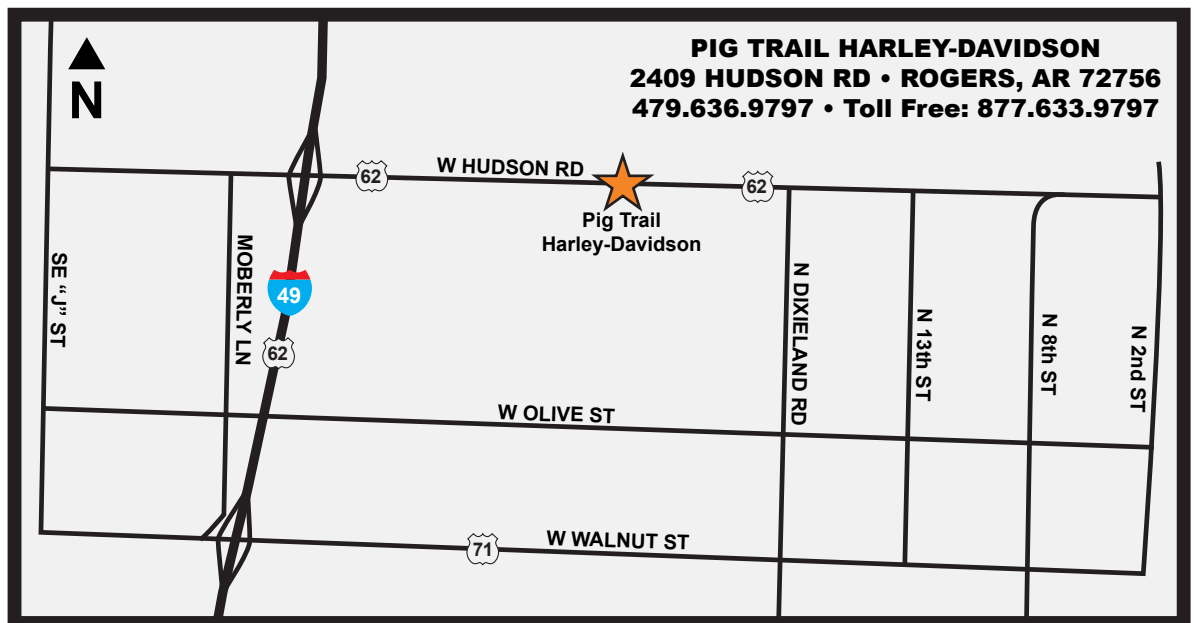 PIG TRAIL HARLEY-DAVIDSON
2409 HUDSON RD • ROGERS, AR 72756
479.636.9797 • Toll Free: 877.633.9797
N
W HUDSON RD
62
62
Pig Trail
Harley-Davidson
SE "J" ST
MOBERLY LN
49
62
N DIXIELAND RD
N 13th ST
N 8th ST
N 2nd ST
W OLIVE ST
71
W WALNUT ST